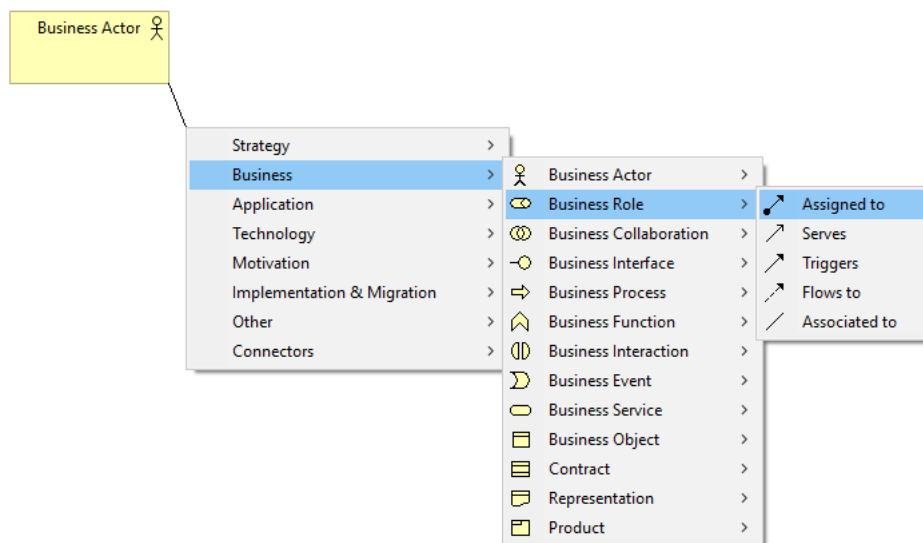 Business Actor
Strategy
Business
Application
Technology
Motivation
Implementation & Migration
Other
Connectors
Business Actor
Business Role
Business Collaboration
Business Interface
Business Process
Business Function
Business Interaction
Business Event
Business Service
Business Object
Contract
Representation
Product
Assigned to
Serves
Triggers
Flows to
Associated to